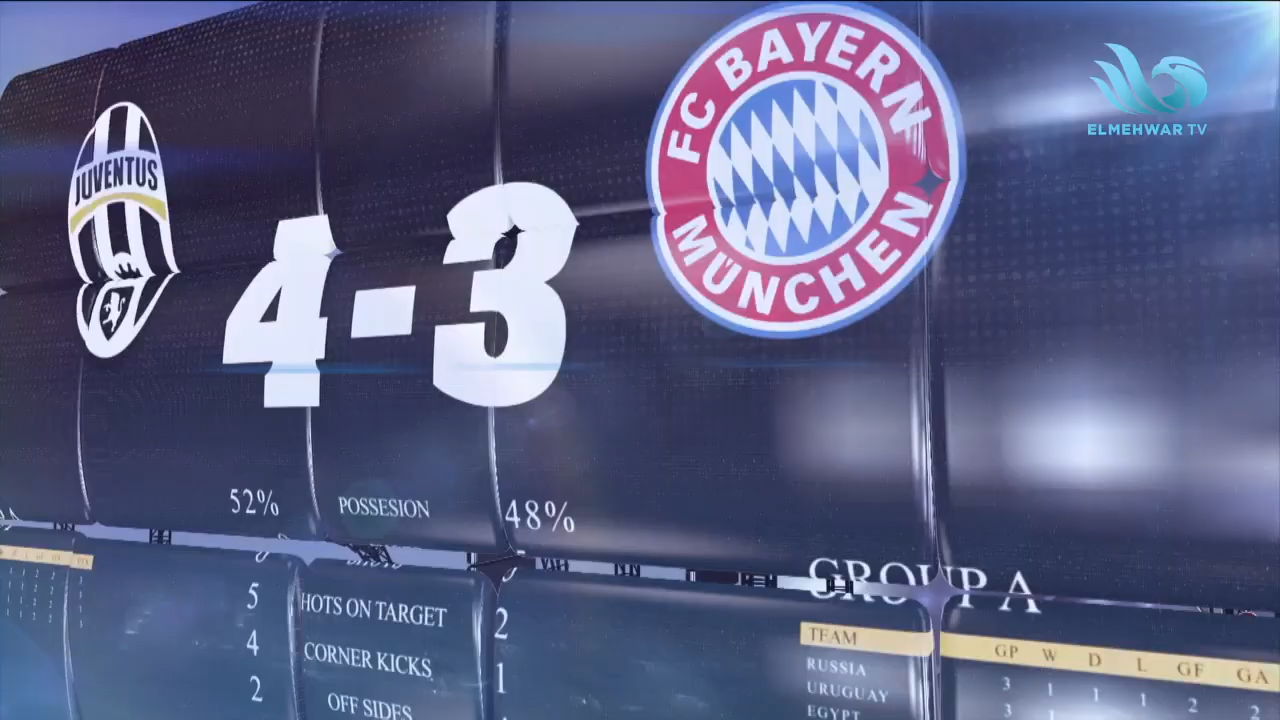 ELMEHWAR TV
JUVENTUS
FC BAYERN
MÜNCHEN
4-3
52% POSSESION 48%
5 HOTS ON TARGET 2
4 CORNER KICKS 1
2 OFF SIDES
GROUP A
TEAM GP W D L GF GA
RUSSIA 3 1 1 1 2 2
URUGUAY 3 1
EGYPT